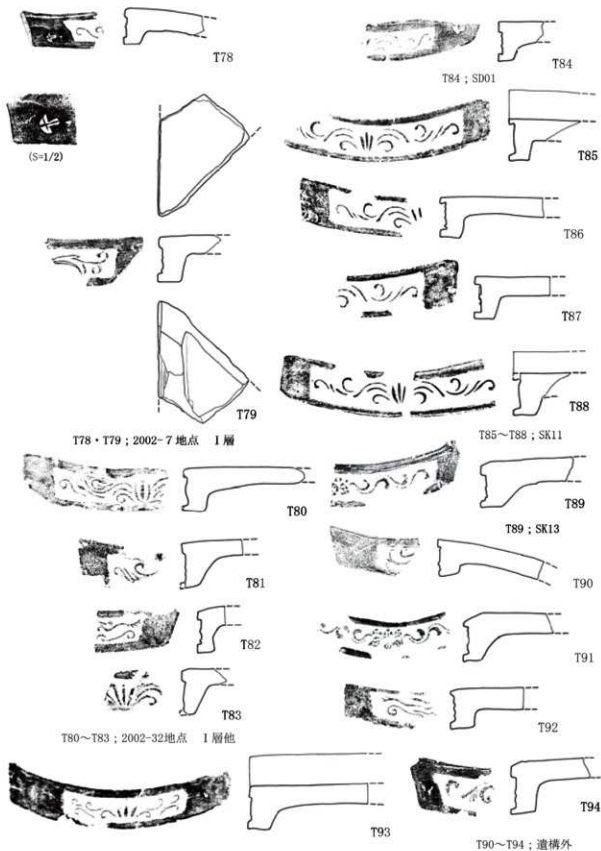 T78
(S=1/2)
T79
T78・T79 ; 2002-7 地点　Ⅰ層
T80
T81
T82
T83
T80～T83 ; 2002-32地点　Ⅰ層他
T93
T84
T84 ; SD01
T85
T86
T87
T88
T85～T88 ; SK11
T89
T89 ; SK13
T90
T91
T92
T94
T90～T94 ; 遺構外